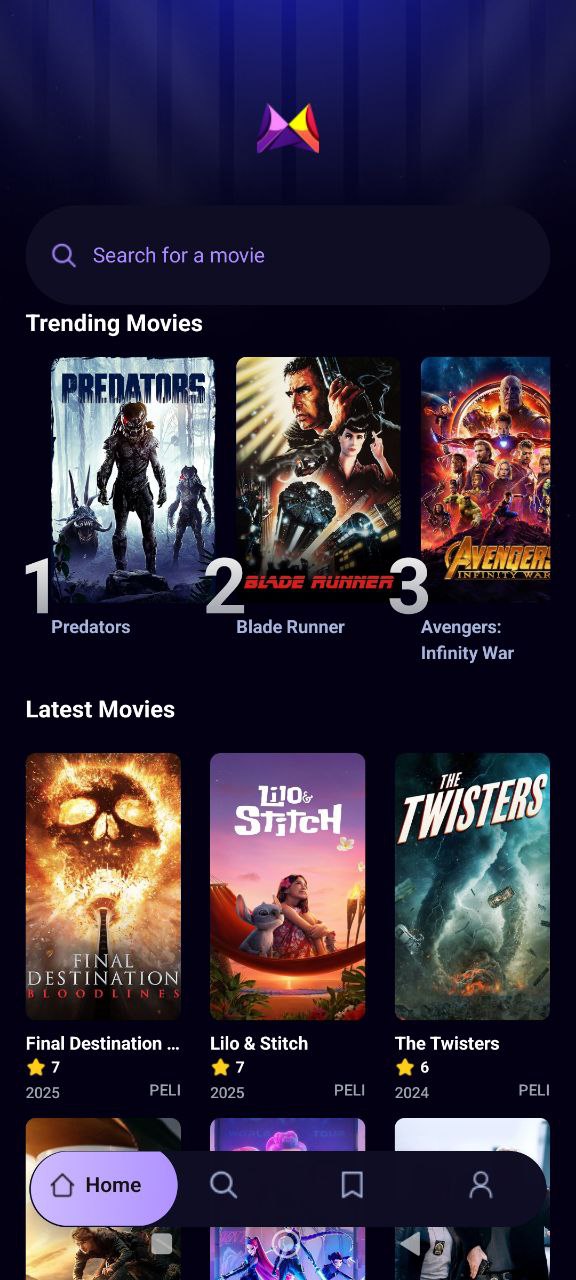 Search for a movie
Trending Movies
PREDATORS
BLADE RUNNER
AVENGERS
INFINITY WAR
1
2
3
Predators
Blade Runner
Avengers:
Infinity War
Latest Movies
FINAL
DESTINATION
BLOODLINES
Lilo &
Stitch
THE
TWISTERS
Final Destination ...
Lilo & Stitch
The Twisters
7
7
6
2025
PELI
2025
PELI
2024
PELI
WORLD TOUR
Home